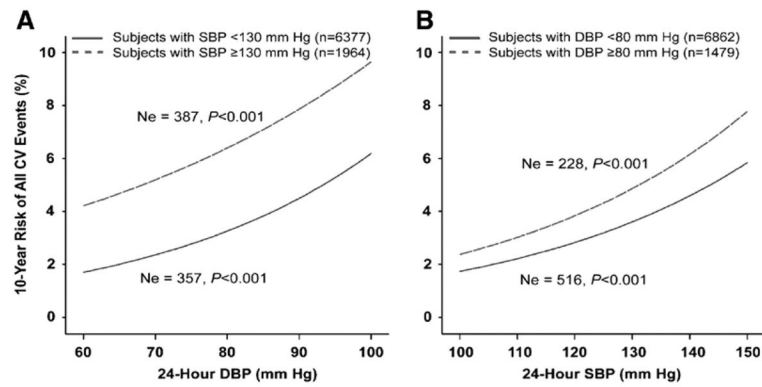 A
Subjects with SBP <130 mm Hg (n=6377)
Subjects with SBP ≥130 mm Hg (n=1964)
10-Year Risk of All CV Events (%)
10
8
6
4
2
0
Ne = 387, P<0.001
Ne = 357, P<0.001
60 70 80 90 100
24-Hour DBP (mm Hg)
B
Subjects with DBP <80 mm Hg (n=6862)
Subjects with DBP ≥80 mm Hg (n=1479)
10
8
6
4
2
0
Ne = 228, P<0.001
Ne = 516, P<0.001
100 110 120 130 140 150
24-Hour SBP (mm Hg)